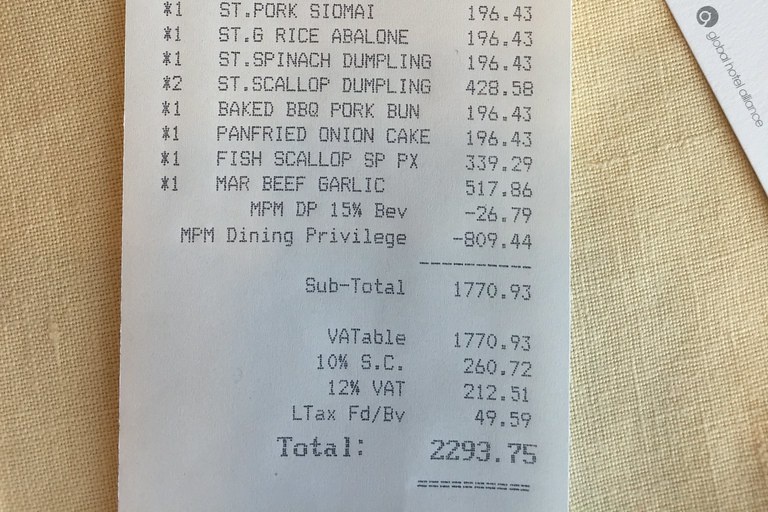 *1 ST.PORK SIOMAI 196.43
*1 ST.G RICE ABALONE 196.43
*1 ST.SPINACH DUMPLING 196.43
*2 ST.SCALLOP DUMPLING 428.58
*1 BAKED BBQ PORK BUN 196.43
*1 PANFRIED ONION CAKE 196.43
*1 FISH SCALLOP SP PX 339.29
*1 MAR BEEF GARLIC 517.86
MPM DP 15% Bev -26.79
MPM Dining Privilege -809.44
Sub-Total 1770.93
VATable 1770.93
10% S.C. 260.72
12% VAT 212.51
LTax Fd/Bv 49.59
Total: 2293.75
global hotel alliance